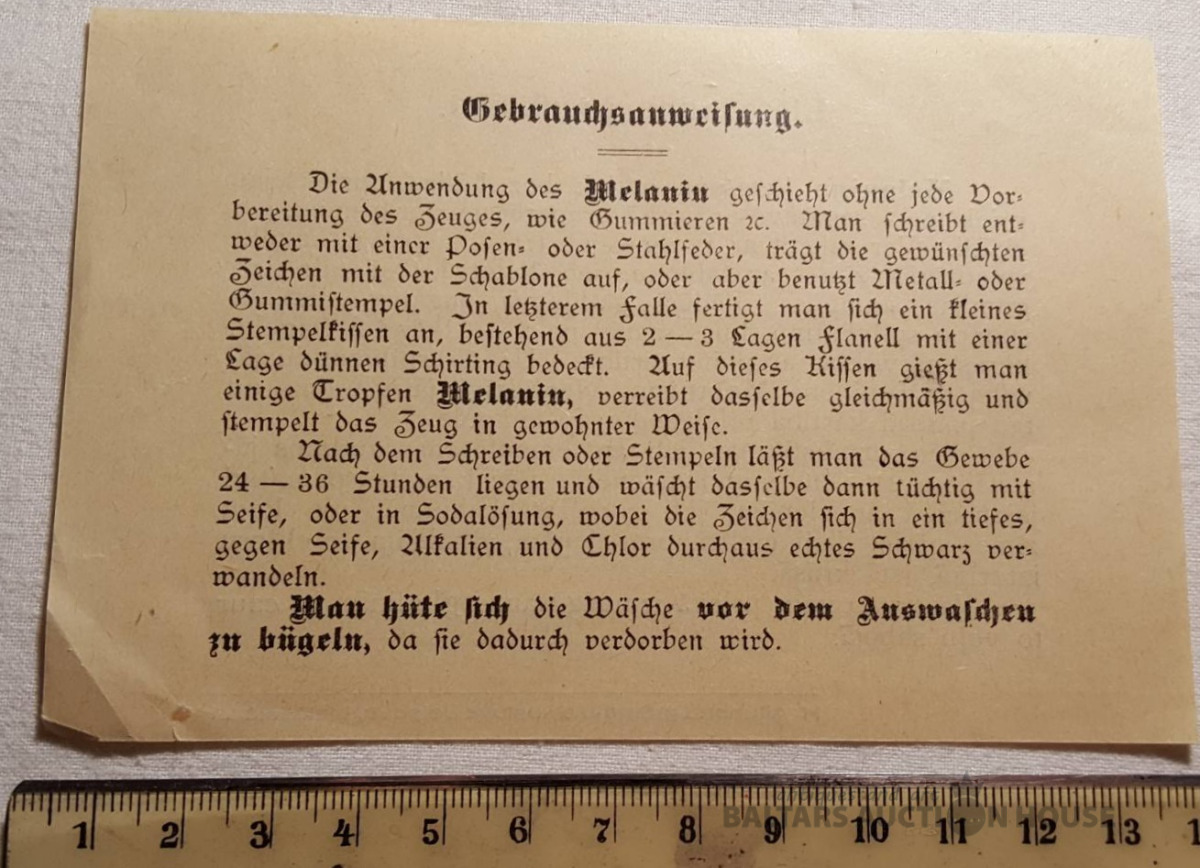 Gebrauchsanweisung.
Die Anwendung des Melanin geschieht ohne jede Vor-
bereitung des Zeuges, wie Gummieren ꝛc. Man schreibt ent-
weder mit einer Posen- oder Stahlfeder, trägt die gewünschten
Zeichen mit der Schablone auf, oder aber benutzt Metall- oder
Gummistempel. In letzterem Falle fertigt man sich ein kleines
Stempelkissen an, bestehend aus 2 — 3 Lagen Flanell mit einer
Lage dünnen Schirting bedeckt. Auf dieses Kissen gießt man
einige Tropfen Melanin, verreibt dasselbe gleichmäßig und
stempelt das Zeug in gewohnter Weise.
Nach dem Schreiben oder Stempeln läßt man das Gewebe
24 — 36 Stunden liegen und wäscht dasselbe dann tüchtig mit
Seife, oder in Sodalösung, wobei die Zeichen sich in ein tiefes,
gegen Seife, Alkalien und Chlor durchaus echtes Schwarz ver-
wandeln.
Man hüte sich die Wäsche vor dem Auswaschen
zu bügeln, da sie dadurch verdorben wird.
BALTARS AUCTION HOUSE
1 2 3 4 5 6 7 8 9 10 11 12 13 1